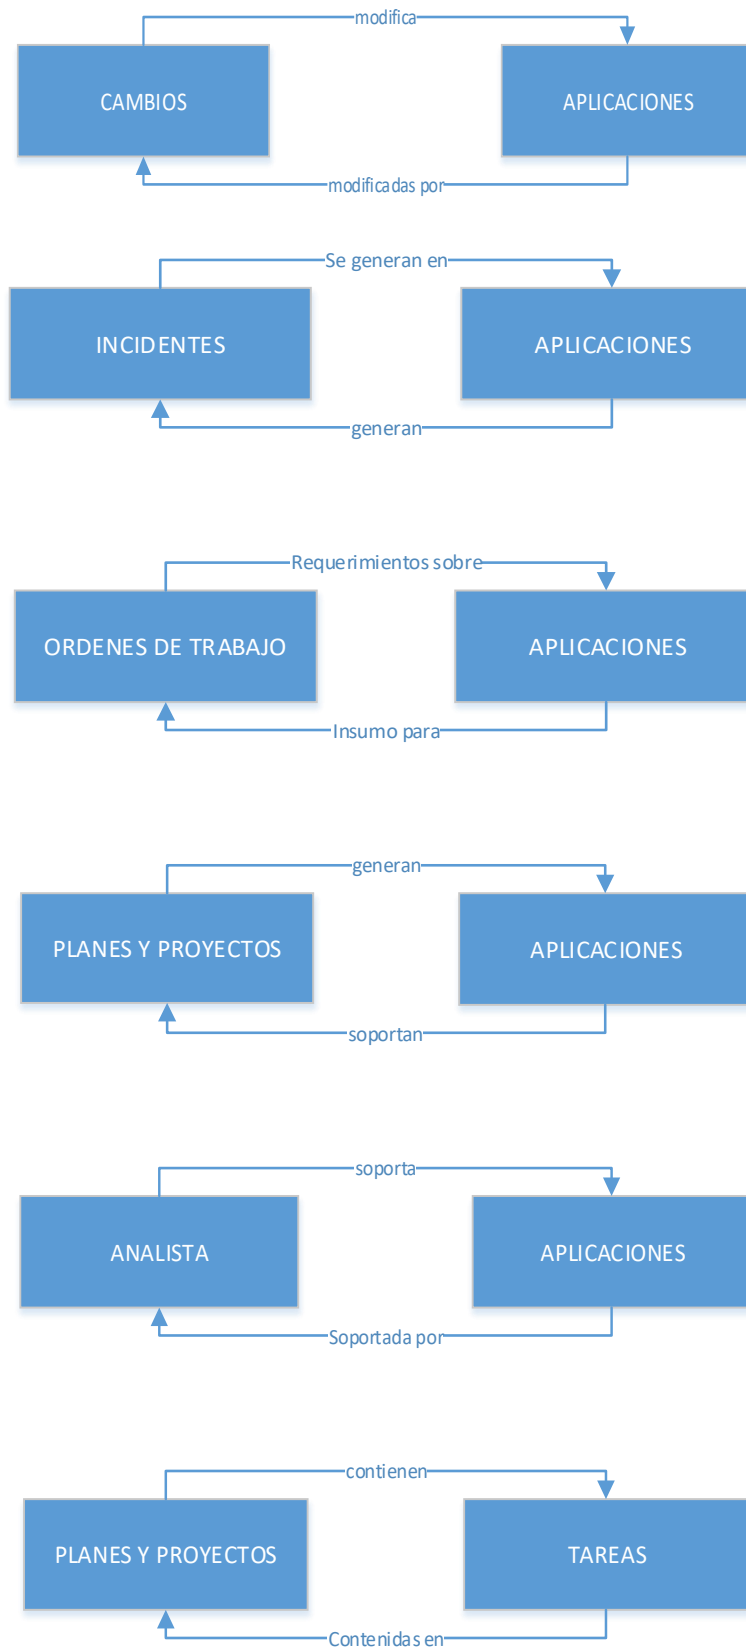 modifica
CAMBIOS
APLICACIONES
modificadas por
Se generan en
INCIDENTES
APLICACIONES
generan
Requerimientos sobre
ORDENES DE TRABAJO
APLICACIONES
Insumo para
generan
PLANES Y PROYECTOS
APLICACIONES
soportan
soporta
ANALISTA
APLICACIONES
Soportada por
contienen
PLANES Y PROYECTOS
TAREAS
Contenidas en